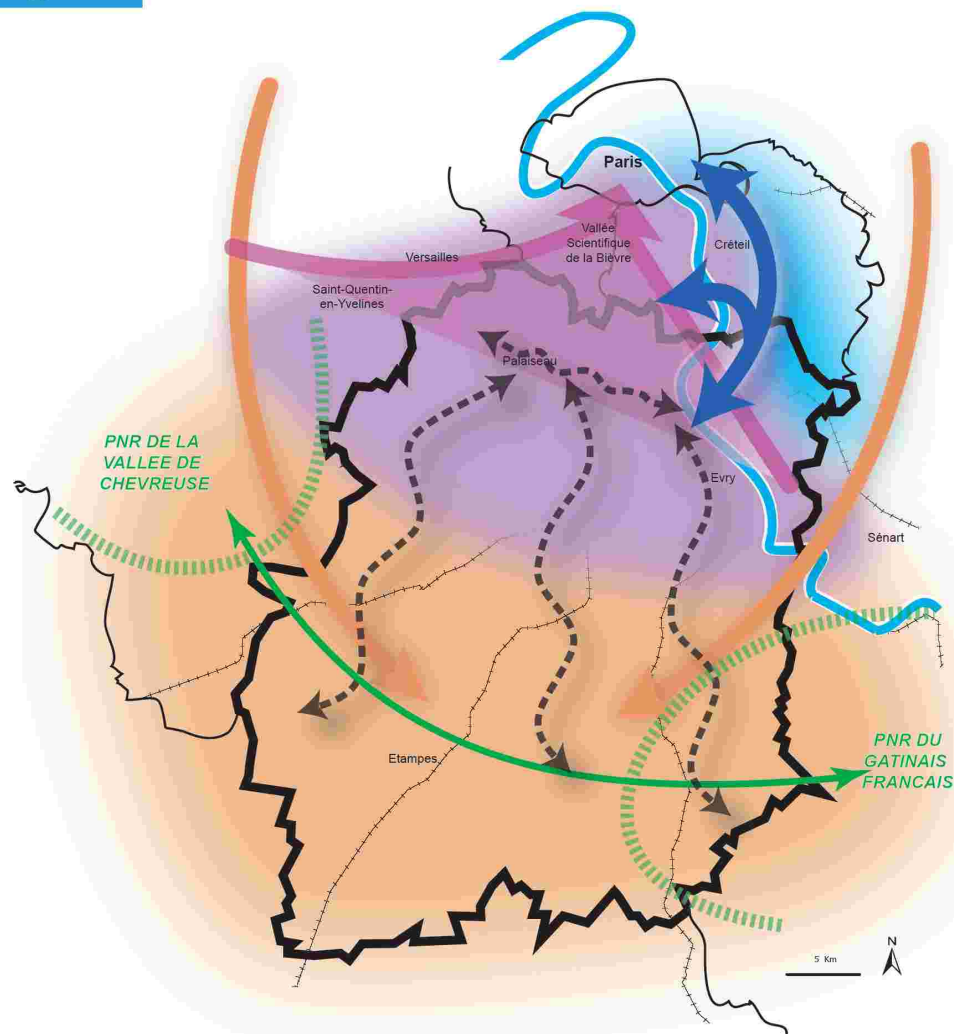 Paris
Vallée
Scientifique
de la Bièvre
Créteil
Versailles
Saint-Quentin-
en-Yvelines
Palaiseau
PNR DE LA
VALLEE DE
CHEVREUSE
Evry
Sénart
Etampes
PNR DU
GATINAIS
FRANCAIS
N
5 Km